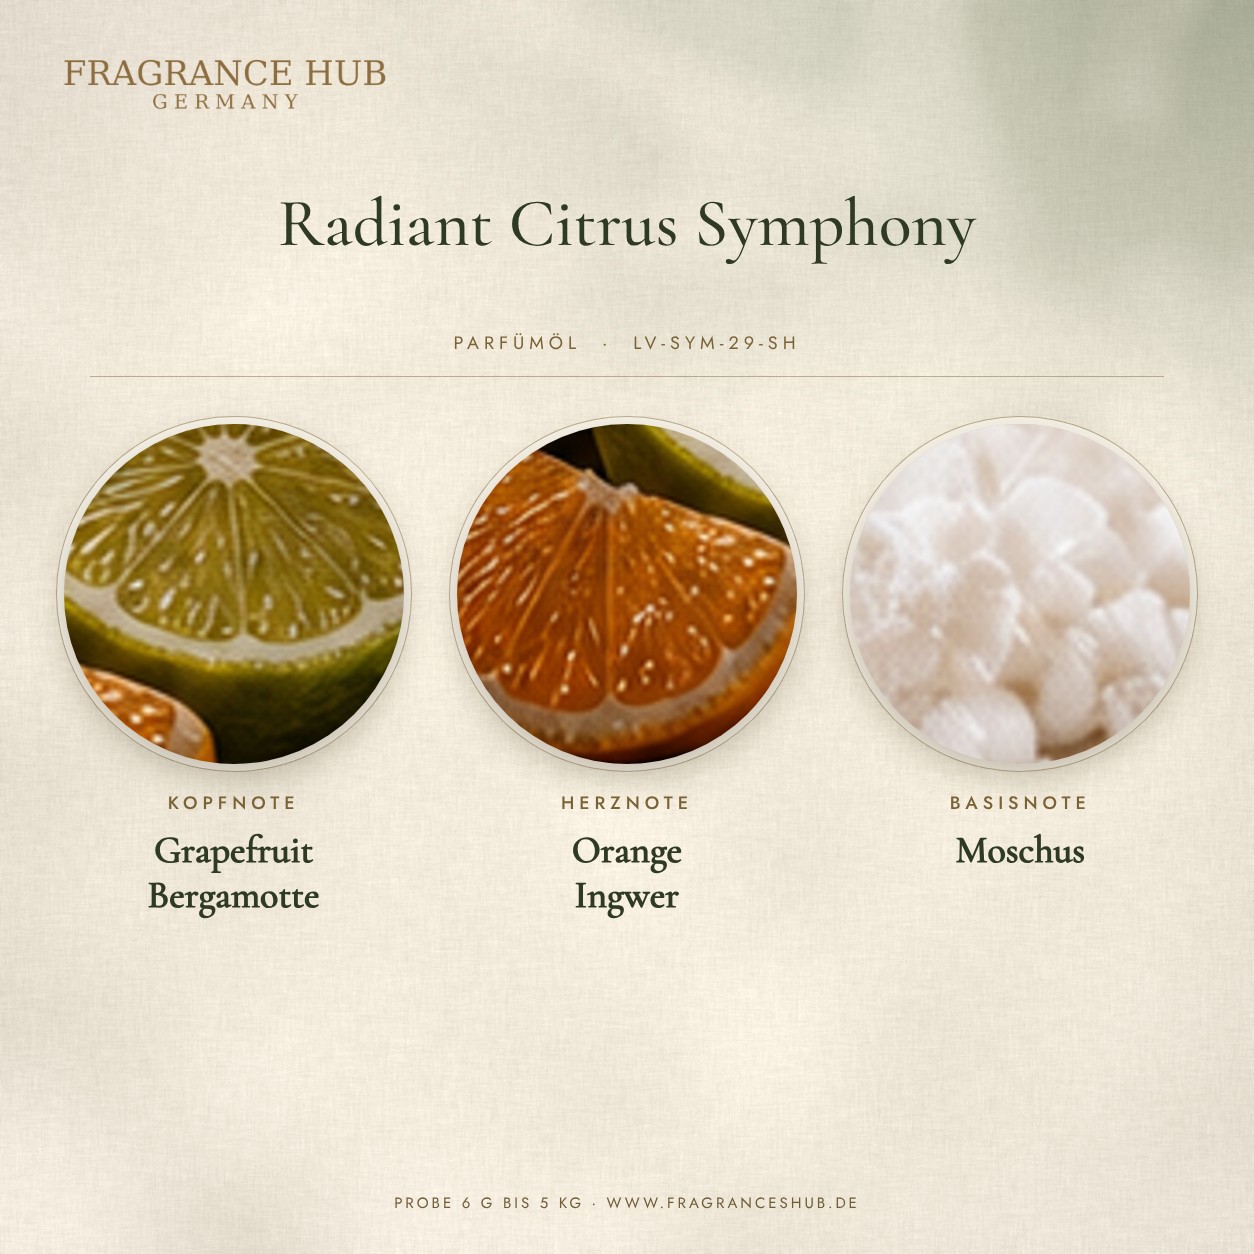 FRAGRANCE HUB
GERMANY
Radiant Citrus Symphony
PARFÜMÖL · LV-SYM-29-SH
KOPFNOTE
Grapefruit
Bergamotte
HERZNOTE
Orange
Ingwer
BASISNOTE
Moschus
PROBE 6 G BIS 5 KG · WWW.FRAGRANCESHUB.DE